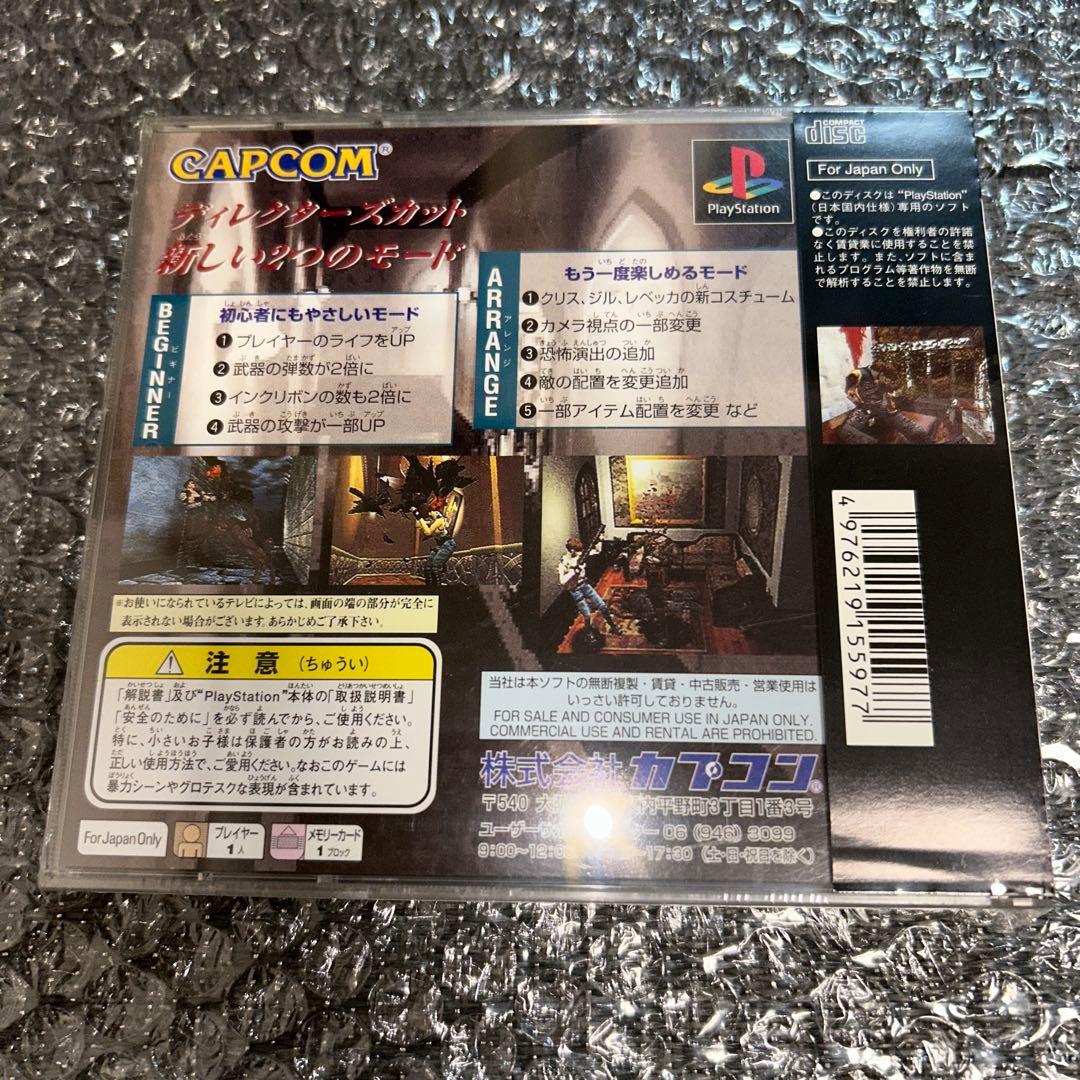 CAPCOM®
ディレクターズカット
新しい2つのモード
BEGINNER
ビギナー
初心者にもやさしいモード
❶プレイヤーのライフをUP
❷武器の弾数が2倍に
❸インクリボンの数も2倍に
❹武器の攻撃が一部UP
ARRANGE
アレンジ
もう一度楽しめるモード
❶クリス、ジル、レベッカの新コスチューム
❷カメラ視点の一部変更
❸恐怖演出の追加
❹敵の配置を変更追加
❺一部アイテム配置を変更 など
PlayStation
COMPACT
disc
For Japan Only
●このディスクは“PlayStation”
(日本国内仕様)専用のソフト
です。
●このディスクを権利者の許諾
なく賃貸業に使用することを禁
止します。また、ソフトに含ま
れるプログラム等著作物を無断
で解析することを禁止します。
4976219155977
※お使いになられているテレビによっては、画面の端の部分が完全に
表示されない場合がございます。あらかじめご了承下さい。
注意(ちゅうい)
「解説書」及び“PlayStation”本体の「取扱説明書」
「安全のために」を必ず読んでから、ご使用ください。
特に、小さいお子様は保護者の方がお読みの上、
正しい使用方法で、ご愛用ください。なおこのゲームには
暴力シーンやグロテスクな表現が含まれています。
For Japan Only
プレイヤー
1人
メモリーカード
1ブロック
当社は本ソフトの無断複製・賃貸・中古販売・営業使用は
いっさい許可しておりません。
FOR SALE AND CONSUMER USE IN JAPAN ONLY.
COMMERCIAL USE AND RENTAL ARE PROHIBITED.
株式会社カプコン®
〒540 大 内平野町3丁目1番3号
ユーザー ー 06(946)3099
9:00~12: ~17:30(土・日・祝日を除く)